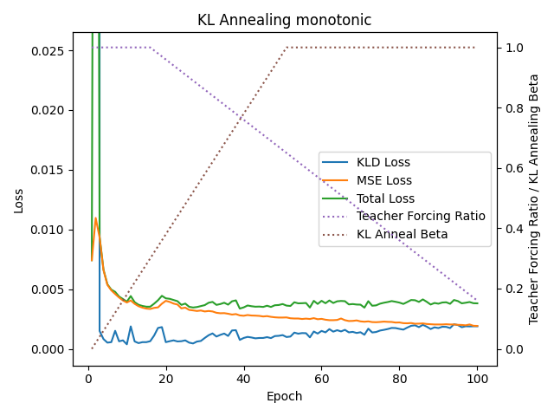 KL Annealing monotonic
0.025
0.020
0.015
0.010
0.005
0.000
Loss
1.0
0.8
0.6
0.4
0.2
0.0
Teacher Forcing Ratio / KL Annealing Beta
KLD Loss
MSE Loss
Total Loss
Teacher Forcing Ratio
KL Anneal Beta
0 20 40 60 80 100
Epoch